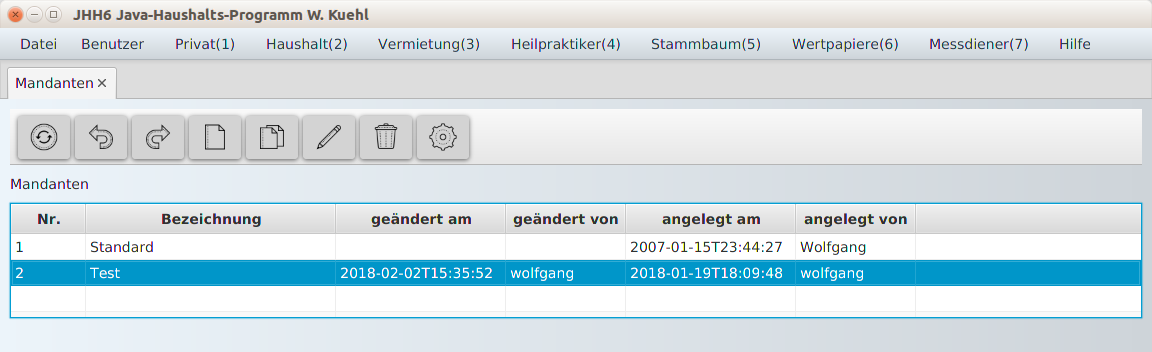 JHH6 Java-Haushalts-Programm W. Kuehl
Datei Benutzer Privat(1) Haushalt(2) Vermietung(3) Heilpraktiker(4) Stammbaum(5) Wertpapiere(6) Messdiener(7) Hilfe
Mandanten
Mandanten
Nr. Bezeichnung geändert am geändert von angelegt am angelegt von
1 Standard 2007-01-15T23:44:27 Wolfgang
2 Test 2018-02-02T15:35:52 wolfgang 2018-01-19T18:09:48 wolfgang